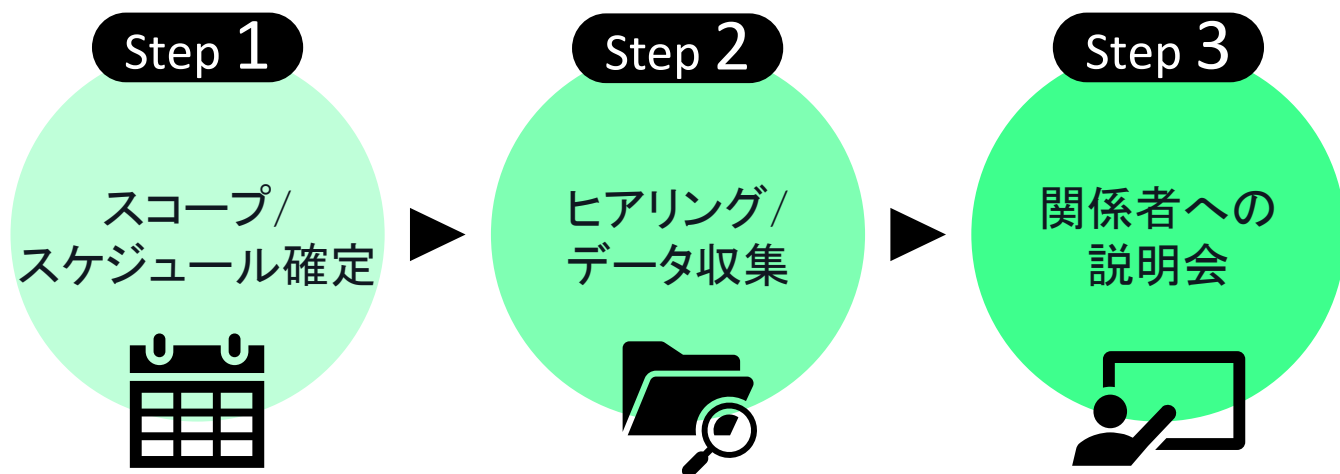 Step 1
スコープ/
スケジュール確定
Step 2
ヒアリング/
データ収集
Step 3
関係者への
説明会